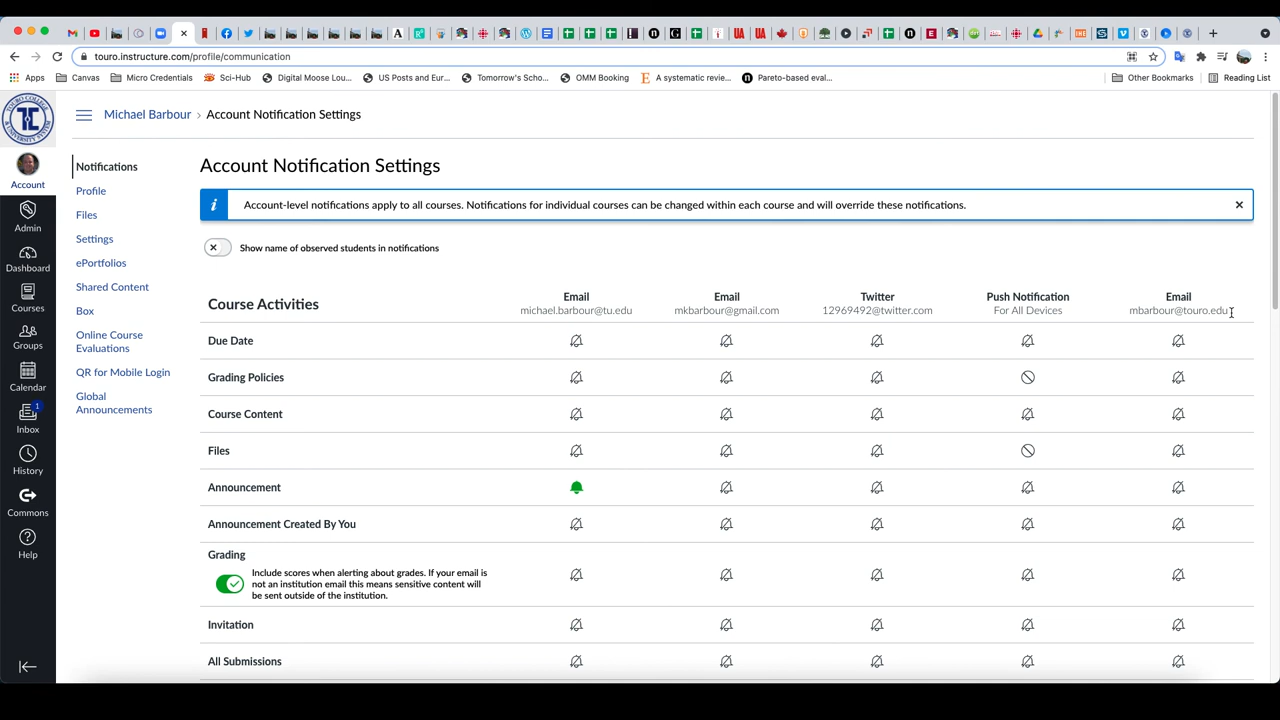 touro.instructure.com/profile/communication
Apps
Canvas
Micro Credentials
Sci-Hub
Digital Moose Lou...
US Posts and Eur...
Tomorrow's Scho...
OMM Booking
A systematic revie...
Pareto-based eval...
Other Bookmarks
Reading List
Michael Barbour › Account Notification Settings
Account
Admin
Dashboard
Courses
Groups
Calendar
1
Inbox
History
Commons
Help
Notifications
Profile
Files
Settings
ePortfolios
Shared Content
Box
Online Course
Evaluations
QR for Mobile Login
Global
Announcements
Account Notification Settings
i Account-level notifications apply to all courses. Notifications for individual courses can be changed within each course and will override these notifications.
Show name of observed students in notifications
Course Activities
Email
michael.barbour@tu.edu
Email
mkbarbour@gmail.com
Twitter
12969492@twitter.com
Push Notification
For All Devices
Email
mbarbour@touro.edu
Due Date
Grading Policies
Course Content
Files
Announcement
Announcement Created By You
Grading
Include scores when alerting about grades. If your email is
not an institution email this means sensitive content will
be sent outside of the institution.
Invitation
All Submissions